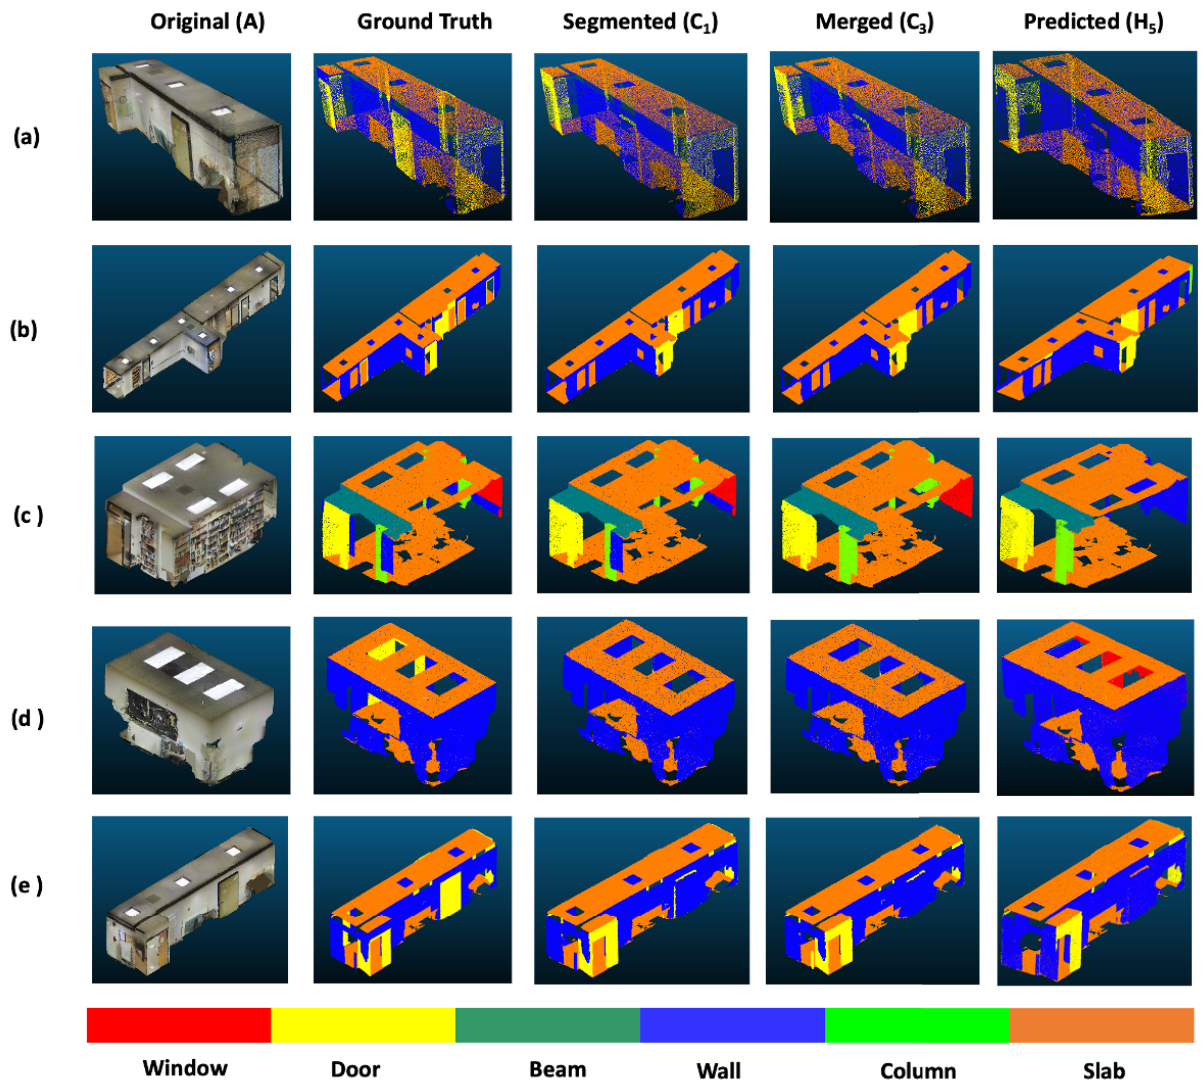 Original (A) Ground Truth Segmented (C₁) Merged (C₃) Predicted (H₅)
(a)
(b)
(c )
(d )
(e )
Window Door Beam Wall Column Slab